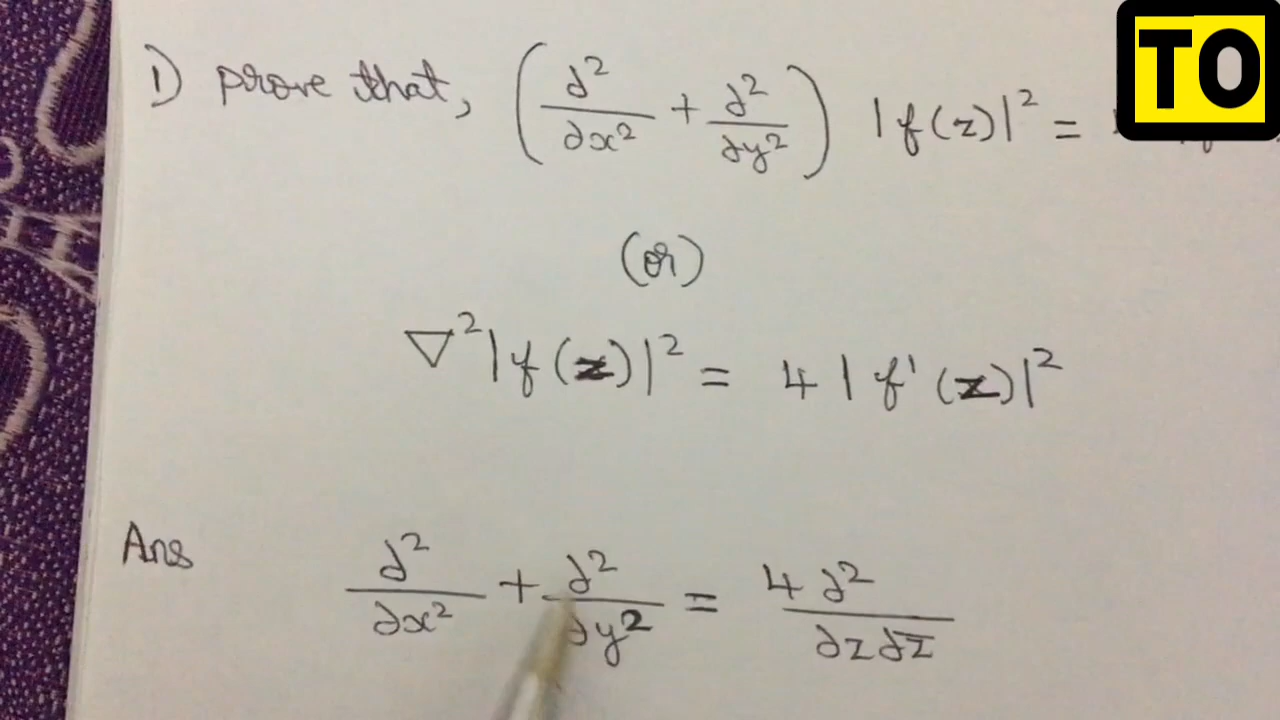 TO
1) prove that, (∂²/∂x² + ∂²/∂y²) |f(z)|² =
(or)
∇²|f(z)|² = 4|f'(z)|²
Ans ∂²/∂x² + ∂²/∂y² = 4∂²/∂z∂z̅